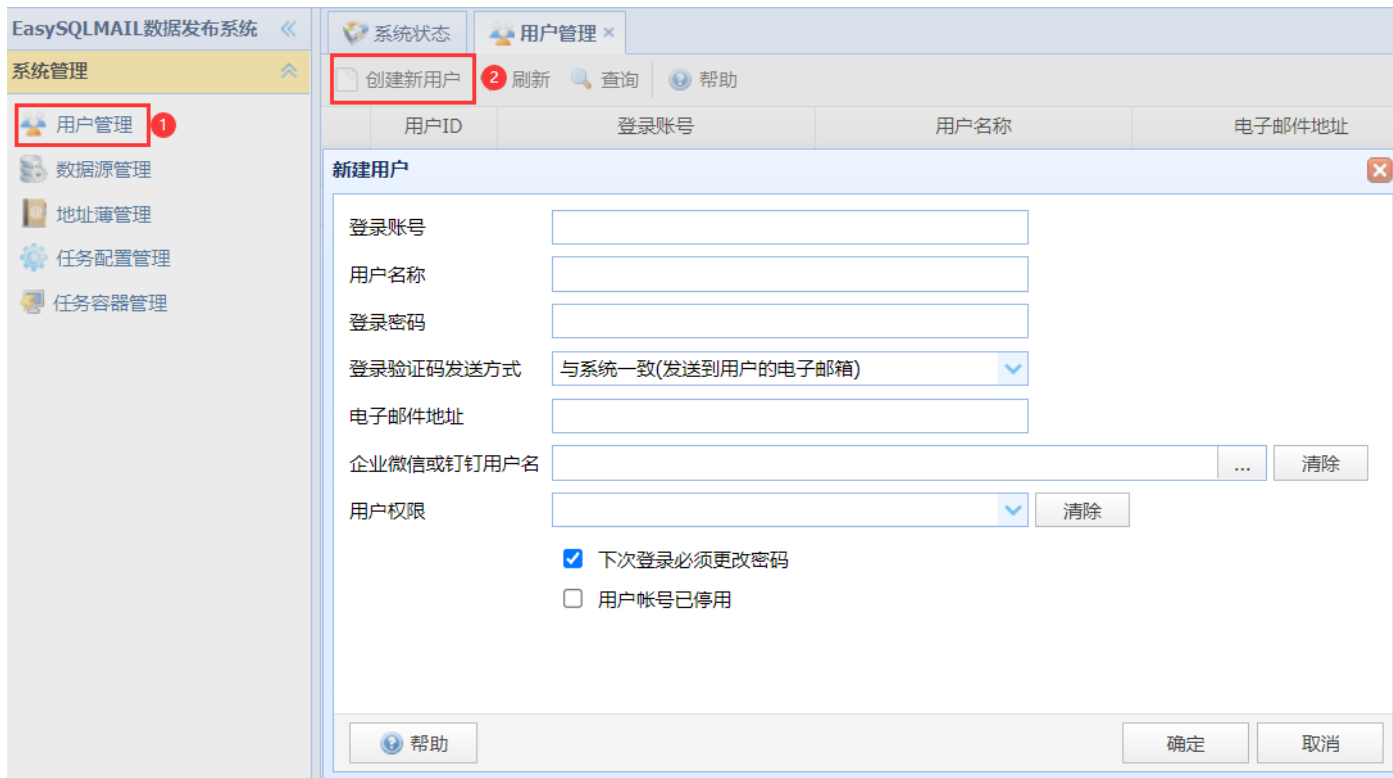 EasySQLMAIL数据发布系统
系统状态 用户管理
系统管理
创建新用户 2 刷新 查询 帮助
用户管理 1
数据源管理
地址薄管理
任务配置管理
任务容器管理
用户ID 登录账号 用户名称 电子邮件地址
新建用户
登录账号
用户名称
登录密码
登录验证码发送方式 与系统一致(发送到用户的电子邮箱)
电子邮件地址
企业微信或钉钉用户名 ... 清除
用户权限 清除
下次登录必须更改密码
用户帐号已停用
帮助 确定 取消